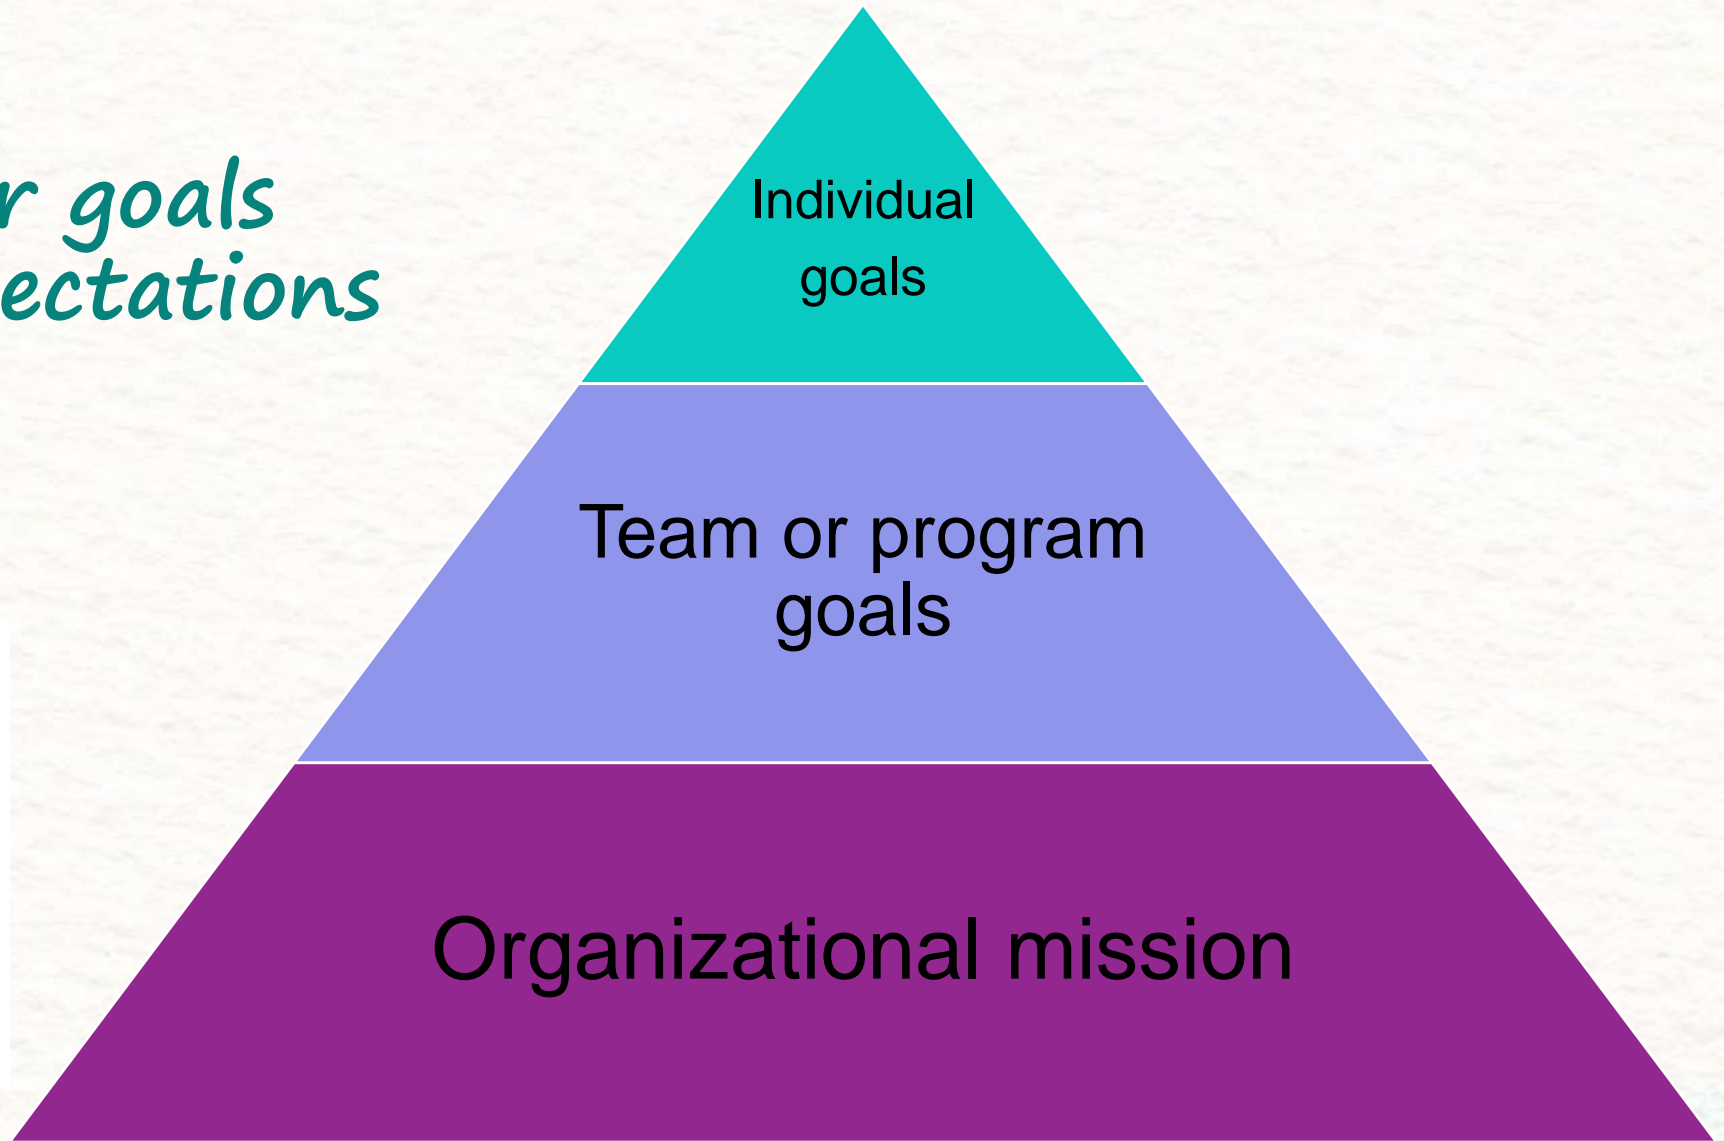 r goals
ectations
Individual
goals
Team or program
goals
Organizational mission